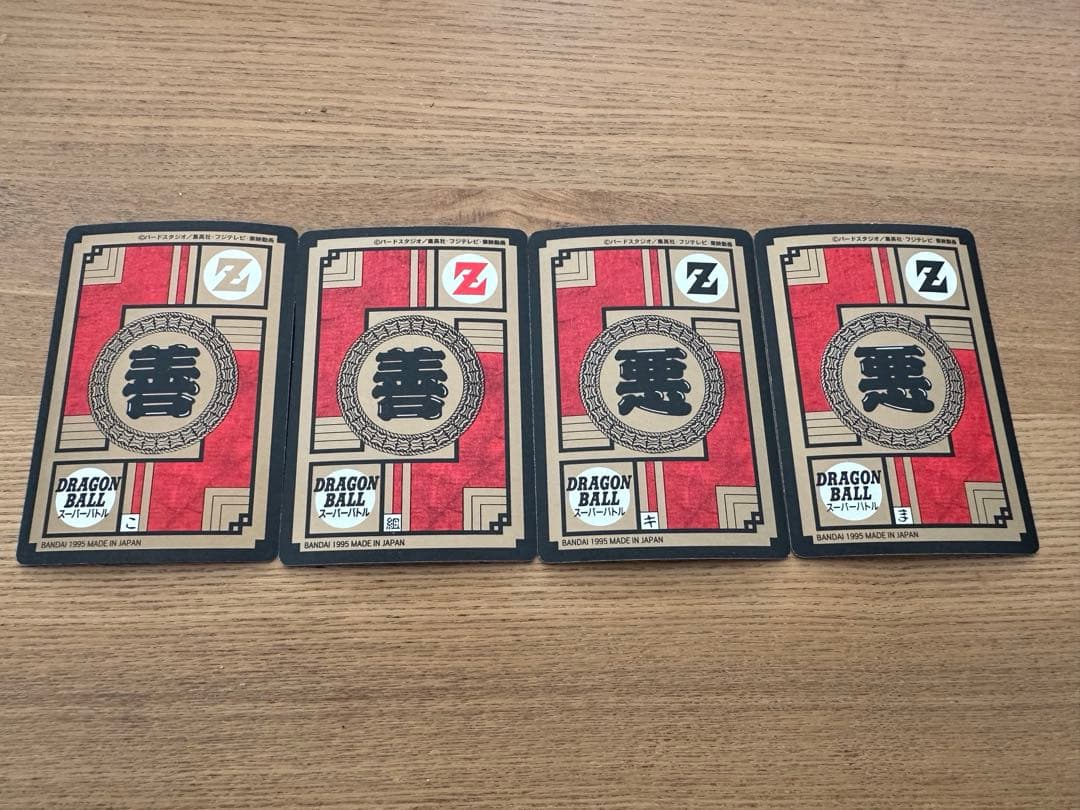 ©バードスタジオ/集英社・フジテレビ・東映動画
Z
善
DRAGON
BALL
スーパーバトル
こ
BANDAI 1995 MADE IN JAPAN
©バードスタジオ/集英社・フジテレビ・東映動画
Z
善
DRAGON
BALL
スーパーバトル
組
BANDAI 1995 MADE IN JAPAN
©バードスタジオ/集英社・フジテレビ・東映動画
Z
悪
DRAGON
BALL
スーパーバトル
キ
BANDAI 1995 MADE IN JAPAN
©バードスタジオ/集英社・フジテレビ・東映動画
Z
悪
DRAGON
BALL
スーパーバトル
ま
BANDAI 1995 MADE IN JAPAN